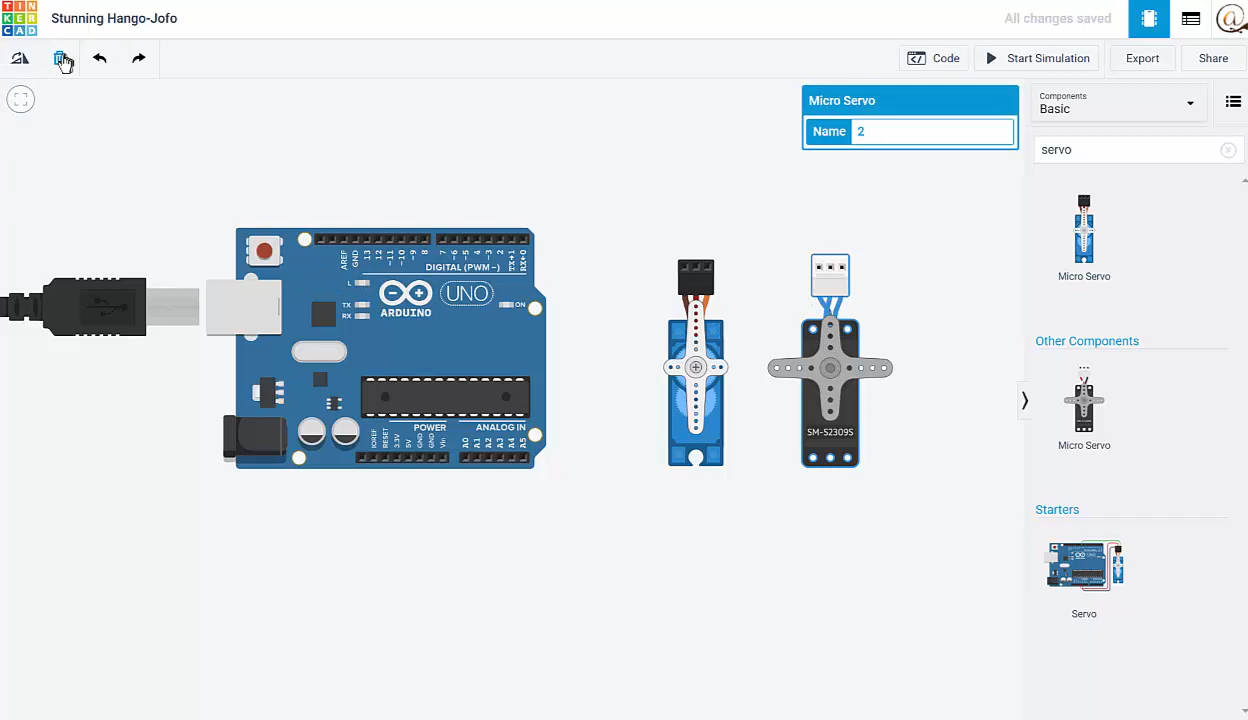 TIN
KER
CAD
Stunning Hango-Jofo
All changes saved
Code
Start Simulation
Export
Share
Micro Servo
Name 2
Components
Basic
servo
Micro Servo
Other Components
Micro Servo
Starters
Servo
AREF
GND
13
12
~11
~10
~9
8
7
~6
~5
4
~3
2
TX→1
RX←0
DIGITAL (PWM~)
L
TX
RX
UNO
ON
ARDUINO
POWER
ANALOG IN
IOREF
RESET
3.3V
5V
GND
GND
Vin
A0
A1
A2
A3
A4
A5
SM-S2309S